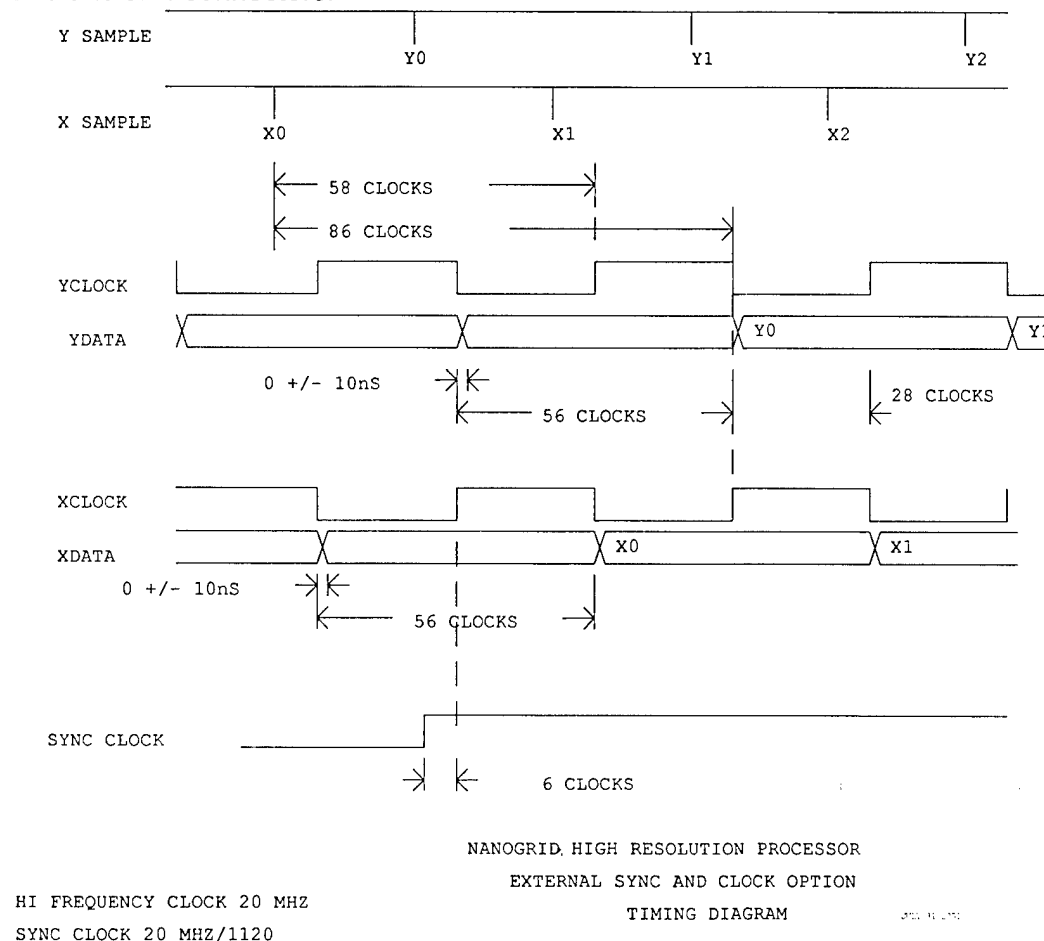 Y SAMPLE
Y0 Y1 Y2
X SAMPLE
X0 X1 X2
58 CLOCKS
86 CLOCKS
YCLOCK
YDATA
Y0
0 +/- 10nS
56 CLOCKS
28 CLOCKS
XCLOCK
XDATA
X0 X1
0 +/- 10nS
56 CLOCKS
SYNC CLOCK
6 CLOCKS
NANOGRID HIGH RESOLUTION PROCESSOR
EXTERNAL SYNC AND CLOCK OPTION
TIMING DIAGRAM
HI FREQUENCY CLOCK 20 MHZ
SYNC CLOCK 20 MHZ/1120